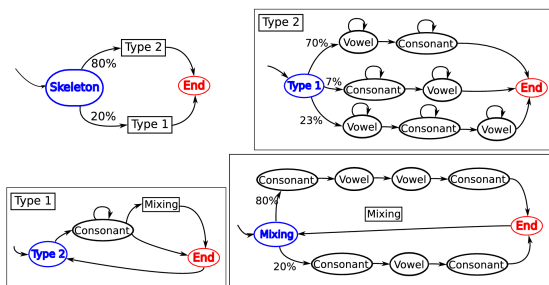 Type 2
80%
Skeleton
End
20%
Type 1
Type 2
70%
Vowel
Consonant
Type 1
7%
Consonant
Vowel
End
23%
Vowel
Consonant
Vowel
Type 1
Mixing
Consonant
Type 2
End
Consonant
Vowel
Vowel
Consonant
80%
Mixing
Mixing
End
20%
Consonant
Vowel
Consonant